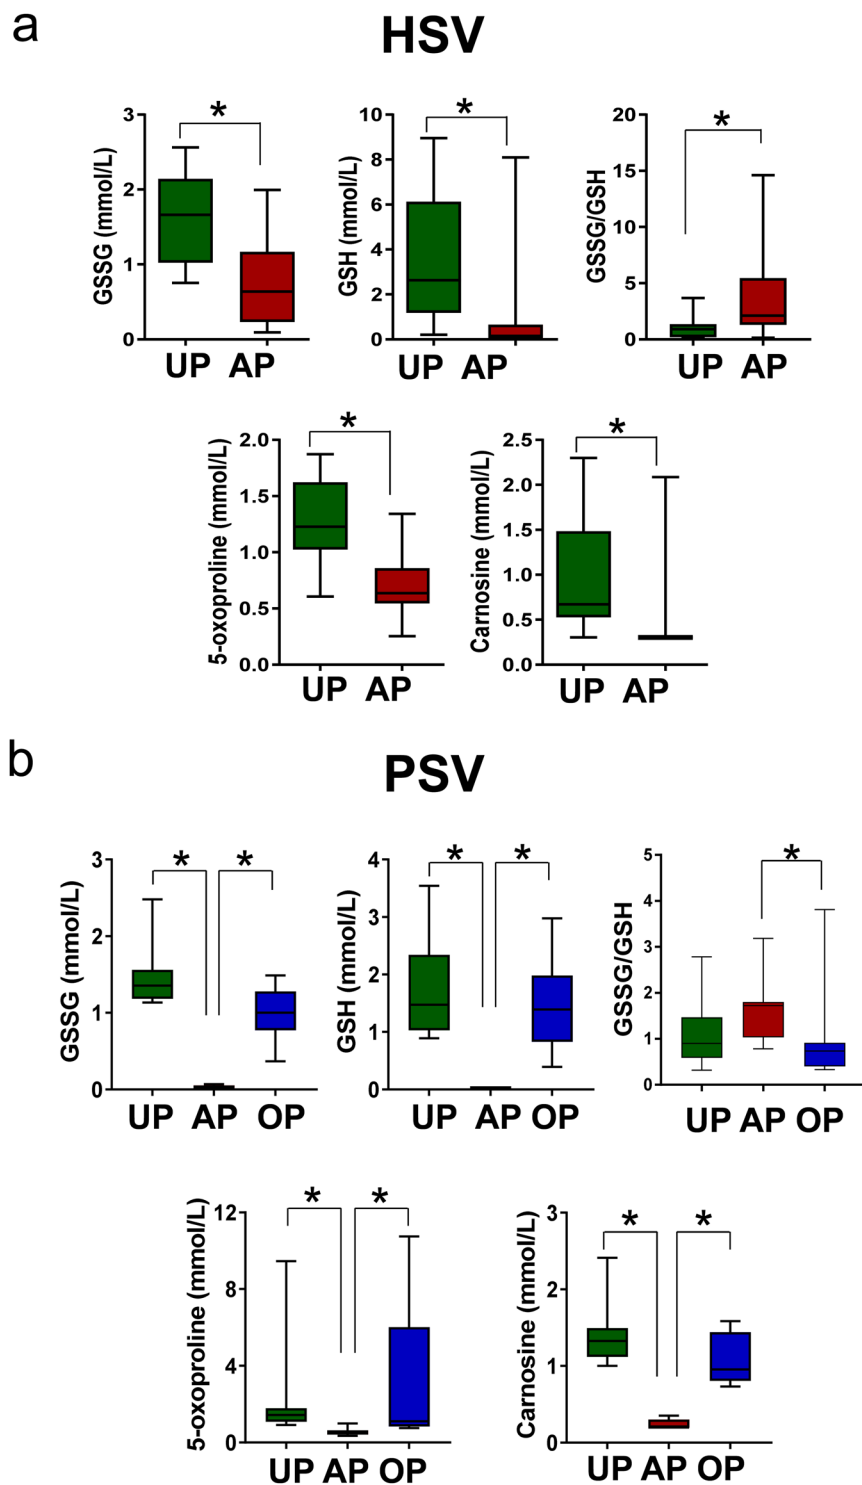 a
HSV
GSSG (mmol/L)
3
2
1
0
*
UP AP
GSH (mmol/L)
10
8
6
4
2
0
*
UP AP
GSSG/GSH
20
15
10
5
0
*
UP AP
5-oxoproline (mmol/L)
2.0
1.5
1.0
0.5
0.0
*
UP AP
Carnosine (mmol/L)
2.5
2.0
1.5
1.0
0.5
0.0
*
UP AP
b
PSV
GSSG (mmol/L)
3
2
1
0
* *
UP AP OP
GSH (mmol/L)
4
3
2
1
0
* *
UP AP OP
GSSG/GSH
5
4
3
2
1
0
*
UP AP OP
5-oxoproline (mmol/L)
12
8
4
0
* *
UP AP OP
Carnosine (mmol/L)
3
2
1
0
* *
UP AP OP